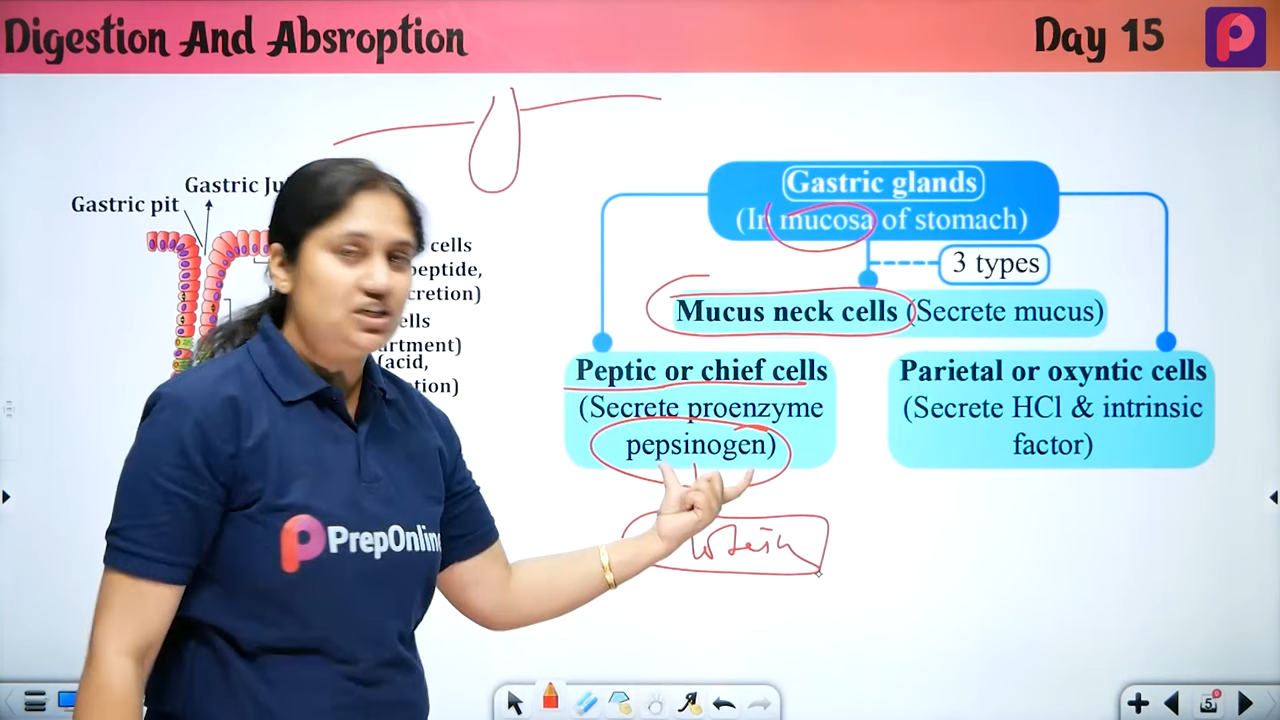 Digestion And Absroption
Day 15
Gastric
Gastric pit
cells
peptide,
cretion)
ells
artment)
(acid,
tion)
Gastric glands
(In mucosa of stomach)
3 types
Mucus neck cells (Secrete mucus)
Peptic or chief cells
(Secrete proenzyme
pepsinogen)
Parietal or oxyntic cells
(Secrete HCl & intrinsic
factor)
PrepOnline
5